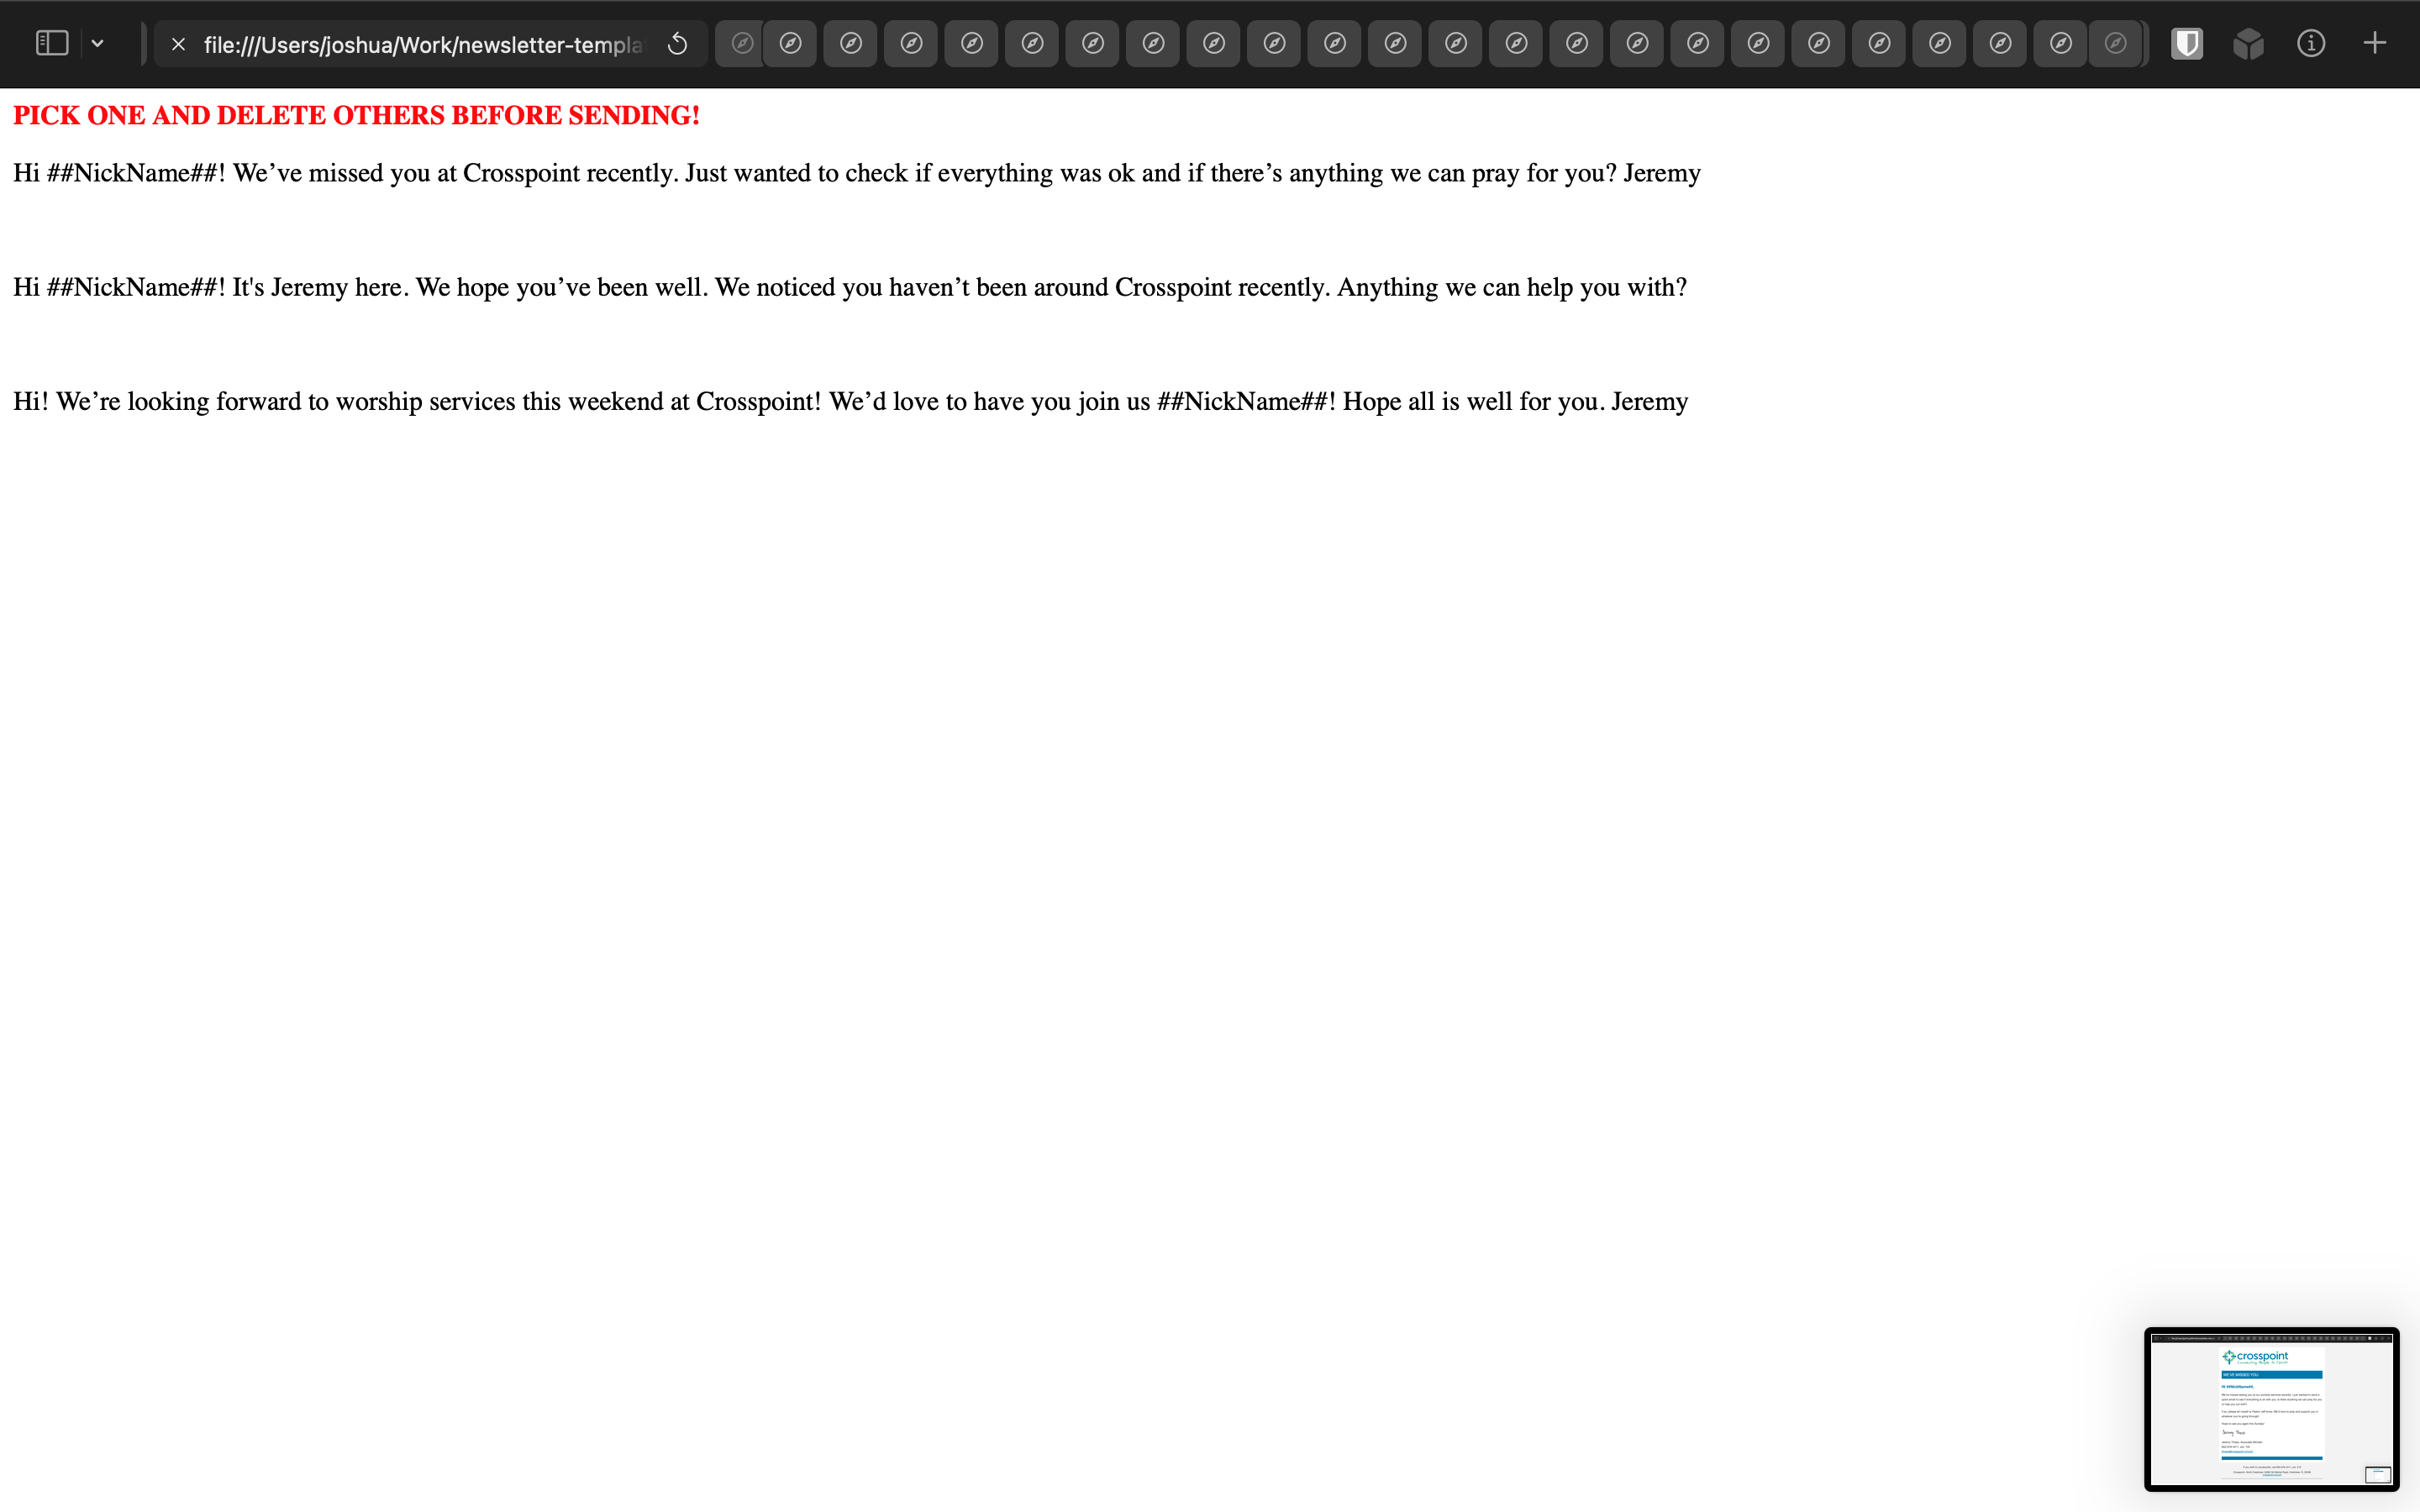 file:///Users/joshua/Work/newsletter-templa
PICK ONE AND DELETE OTHERS BEFORE SENDING!
Hi ##NickName##! We’ve missed you at Crosspoint recently. Just wanted to check if everything was ok and if there’s anything we can pray for you? Jeremy
Hi ##NickName##! It's Jeremy here. We hope you’ve been well. We noticed you haven’t been around Crosspoint recently. Anything we can help you with?
Hi! We’re looking forward to worship services this weekend at Crosspoint! We’d love to have you join us ##NickName##! Hope all is well for you. Jeremy
crosspoint
WE'VE MISSED YOU